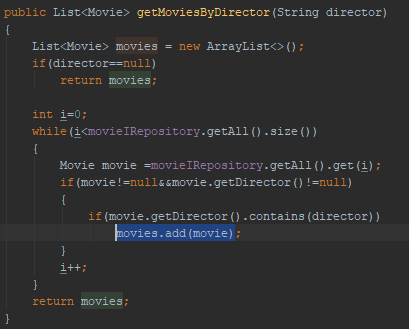 public List<Movie> getMoviesByDirector(String director)
{
    List<Movie> movies = new ArrayList<>();
    if(director==null)
        return movies;

    int i=0;
    while(i<movieIRepository.getAll().size())
    {
        Movie movie =movieIRepository.getAll().get(i);
        if(movie!=null&&movie.getDirector()!=null)
        {
            if(movie.getDirector().contains(director))
                movies.add(movie);
        }
        i++;
    }
    return movies;
}